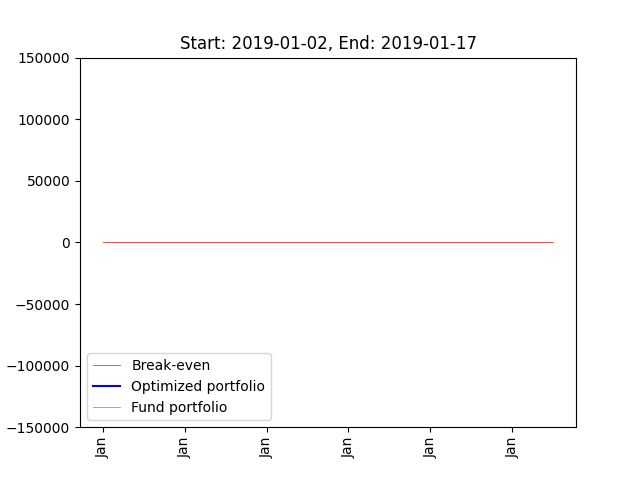 Start: 2019-01-02, End: 2019-01-17
150000
100000
50000
0
−50000
−100000
−150000
Break-even
Optimized portfolio
Fund portfolio
Jan
Jan
Jan
Jan
Jan
Jan